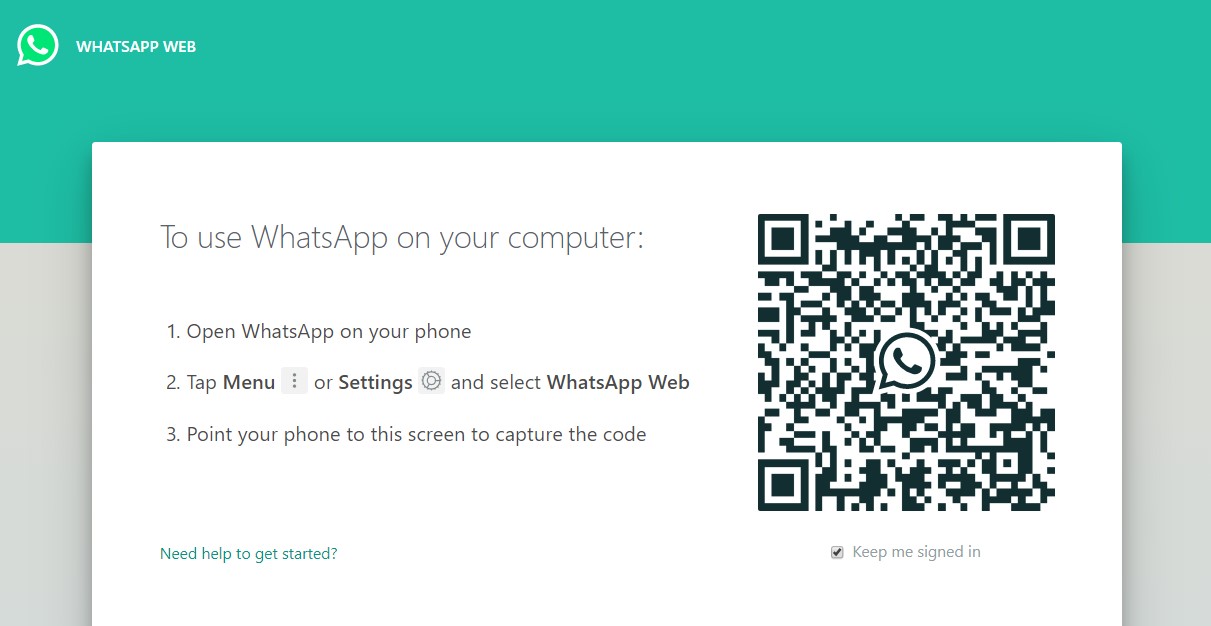 WHATSAPP WEB
To use WhatsApp on your computer:
1. Open WhatsApp on your phone
2. Tap Menu or Settings and select WhatsApp Web
3. Point your phone to this screen to capture the code
Need help to get started?
Keep me signed in